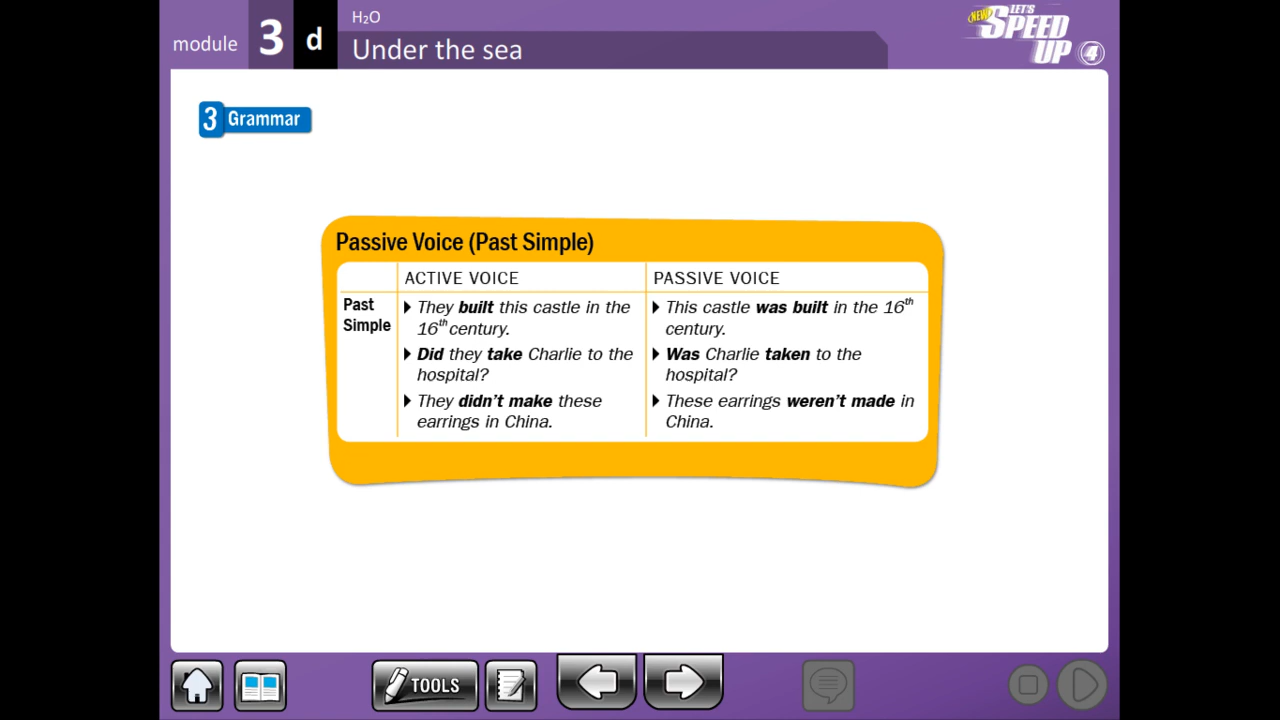 H₂O
module 3 d Under the sea
NEW LET'S SPEED UP 4
3 Grammar
Passive Voice (Past Simple)
ACTIVE VOICE
PASSIVE VOICE
Past
Simple
They built this castle in the
16th century.
Did they take Charlie to the
hospital?
They didn't make these
earrings in China.
This castle was built in the 16th
century.
Was Charlie taken to the
hospital?
These earrings weren't made in
China.
TOOLS